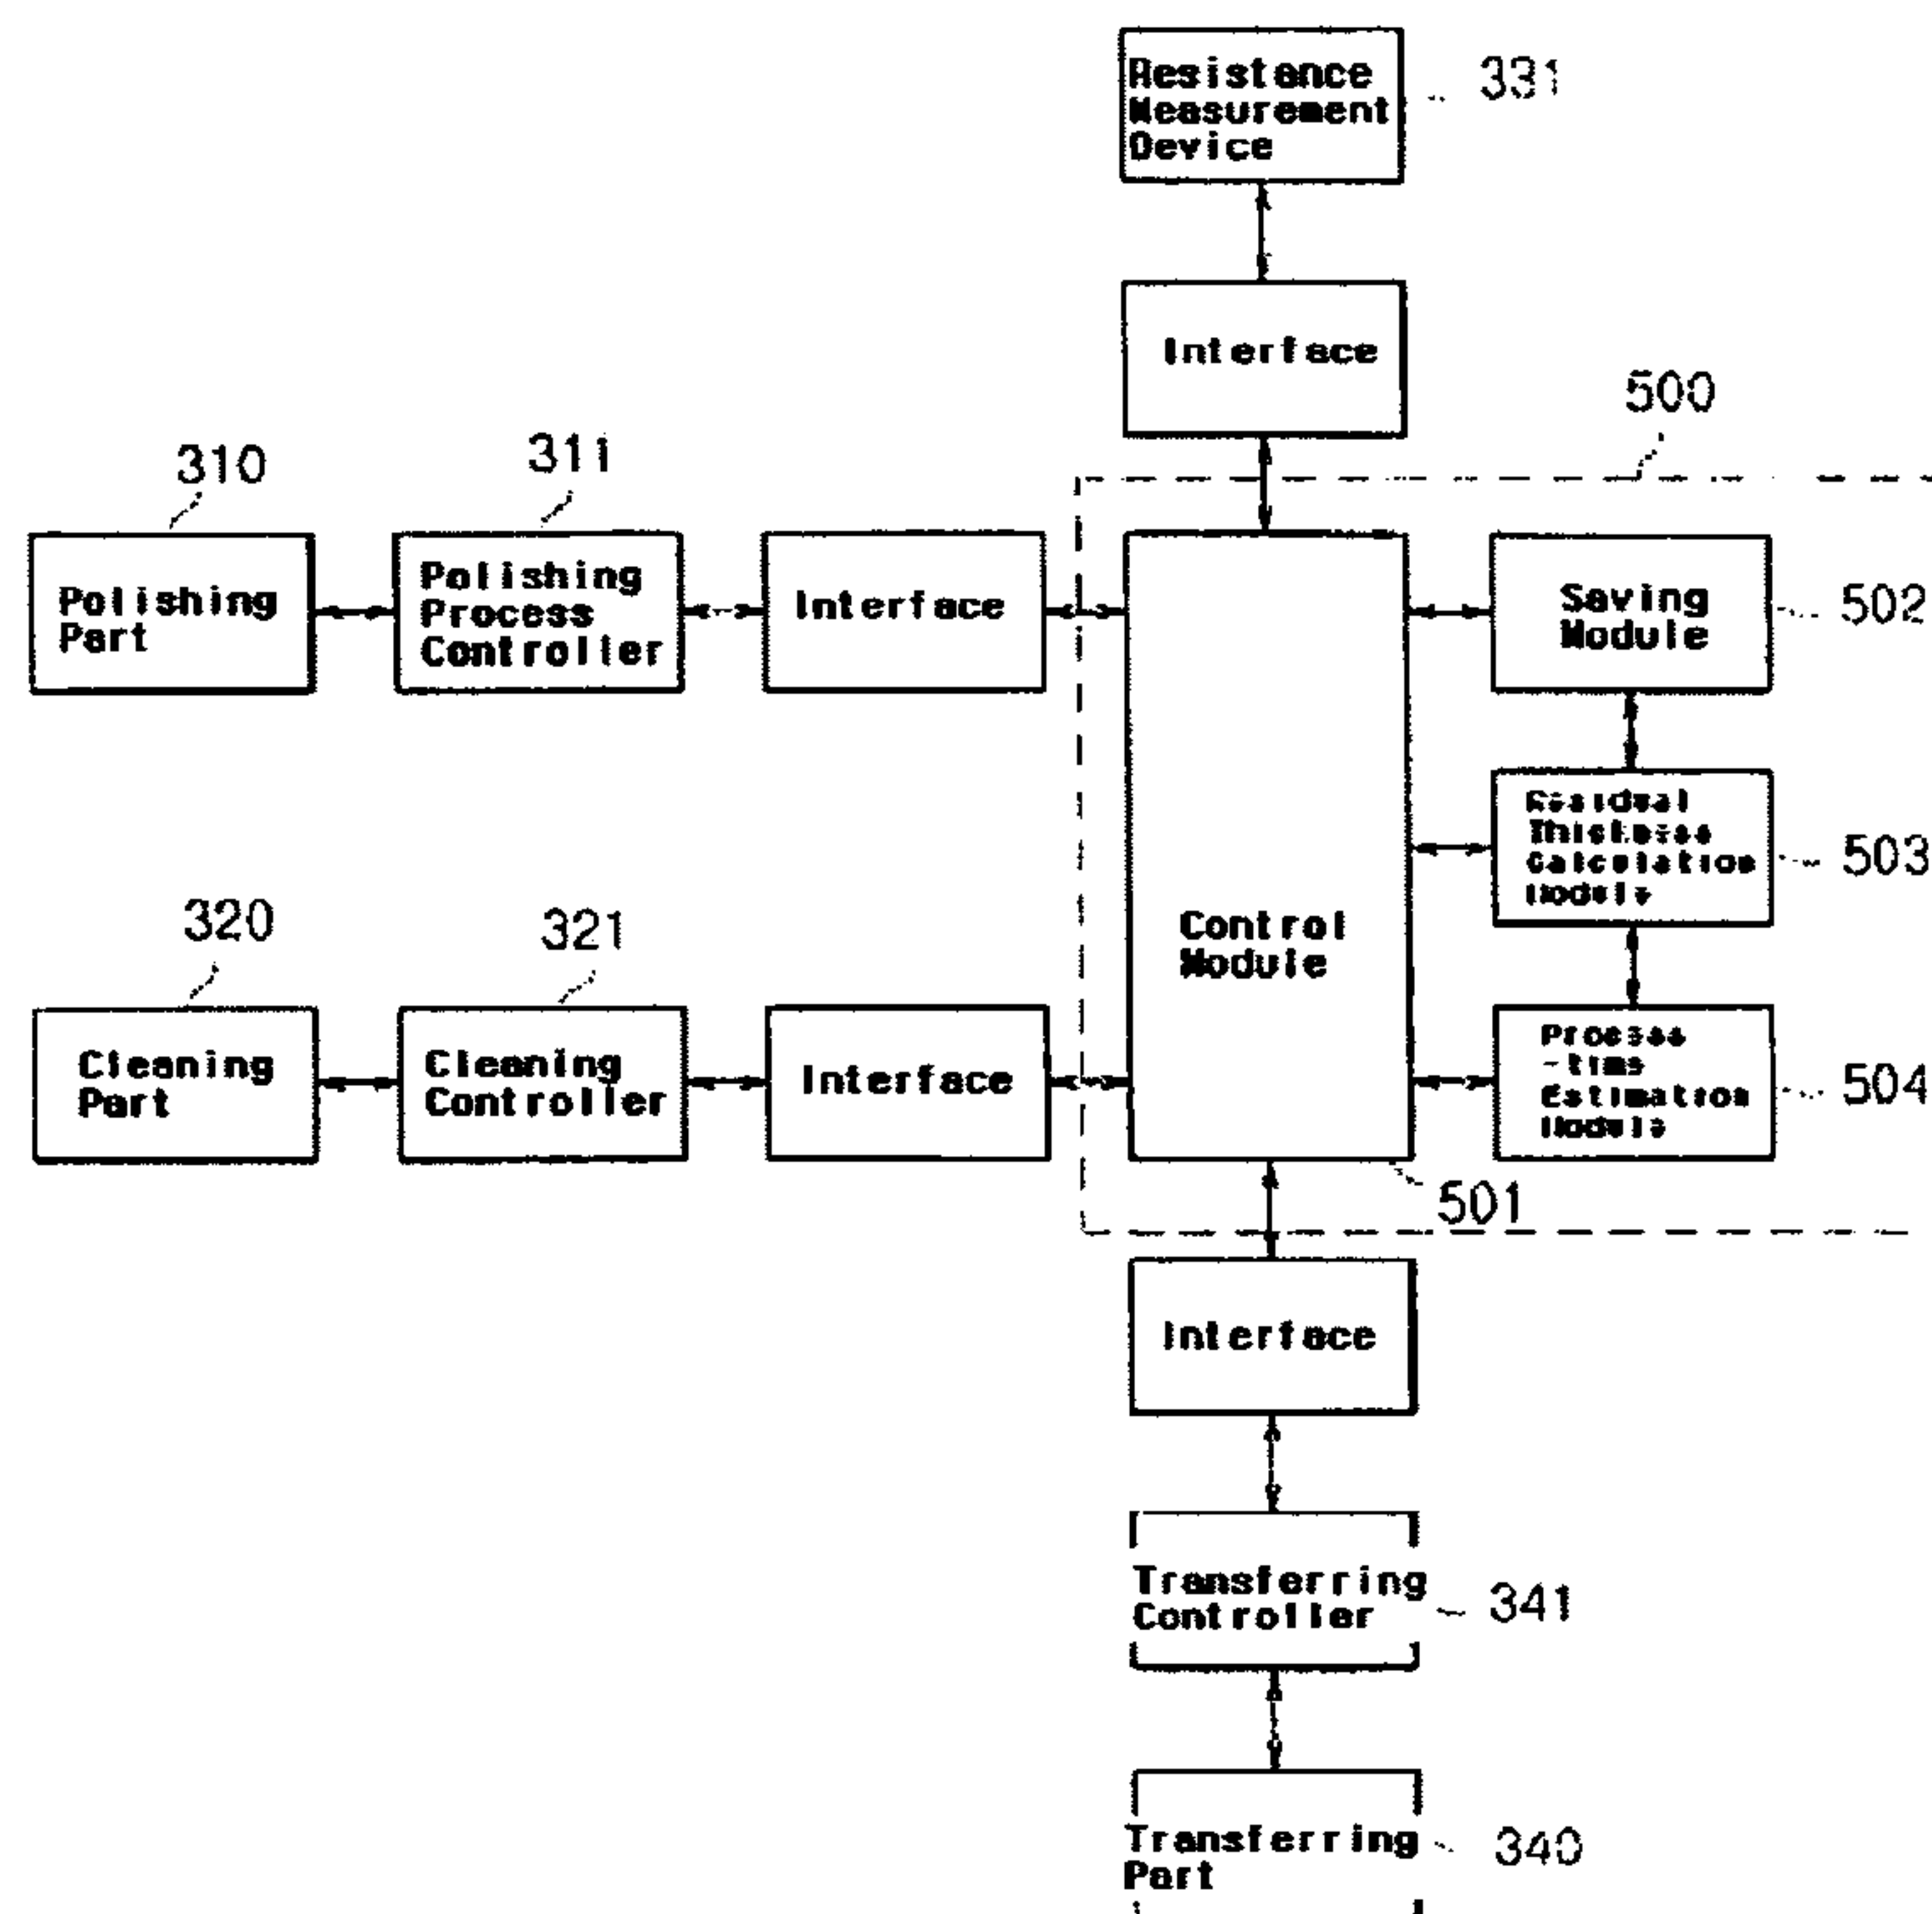 Resistance
Measurement
Device
331
Interface
500
310
311
Polishing
Part
Polishing
Process
Controller
Interface
Saving
Module
502
Residual
Thickness
Calculation
Module
503
320
321
Control
Module
Cleaning
Part
Cleaning
Controller
Interface
Process
-time
Estimation
Module
504
501
Interface
Transferring
Controller
341
Transferring
Part
340